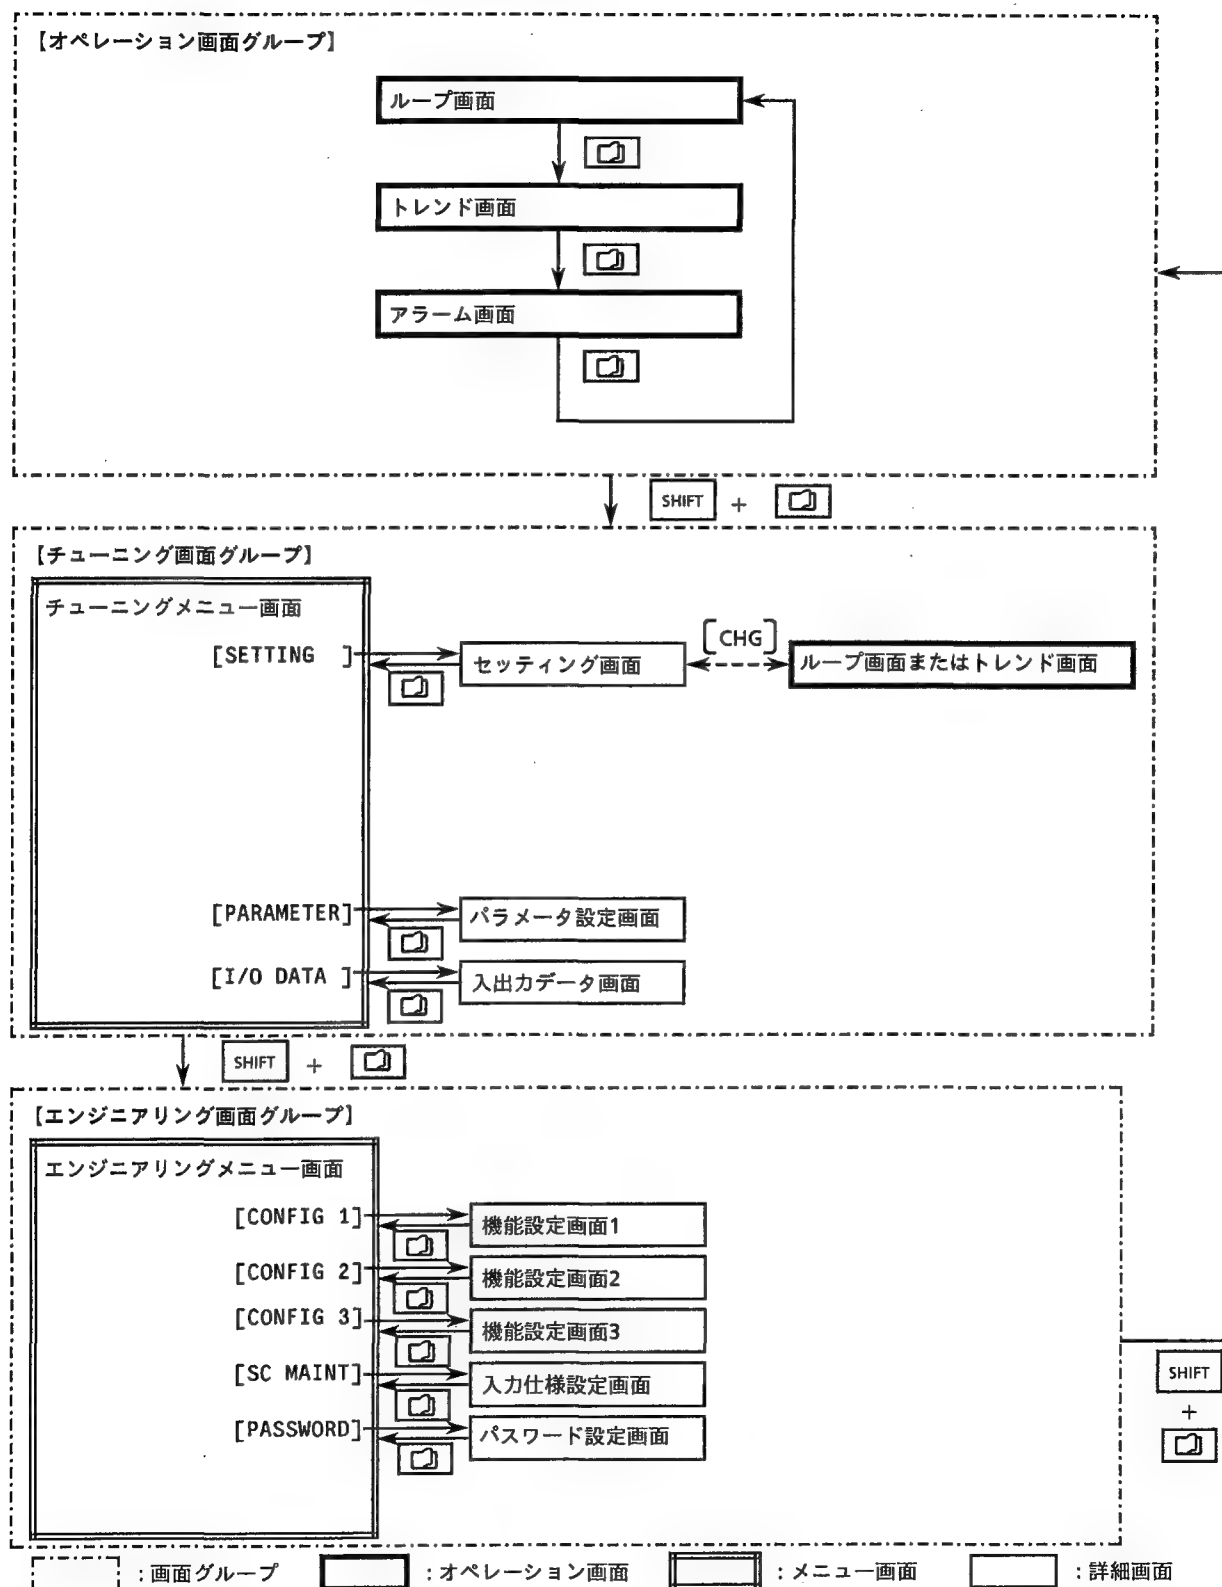 【オペレーション画面グループ】
ループ画面
トレンド画面
アラーム画面
SHIFT +
【チューニング画面グループ】
チューニングメニュー画面
[SETTING ]
セッティング画面
[CHG]
ループ画面またはトレンド画面
[PARAMETER]
パラメータ設定画面
[I/O DATA ]
入出力データ画面
SHIFT +
【エンジニアリング画面グループ】
エンジニアリングメニュー画面
[CONFIG 1]
機能設定画面1
[CONFIG 2]
機能設定画面2
[CONFIG 3]
機能設定画面3
[SC MAINT]
入力仕様設定画面
[PASSWORD]
パスワード設定画面
SHIFT
+
:画面グループ
:オペレーション画面
:メニュー画面
:詳細画面